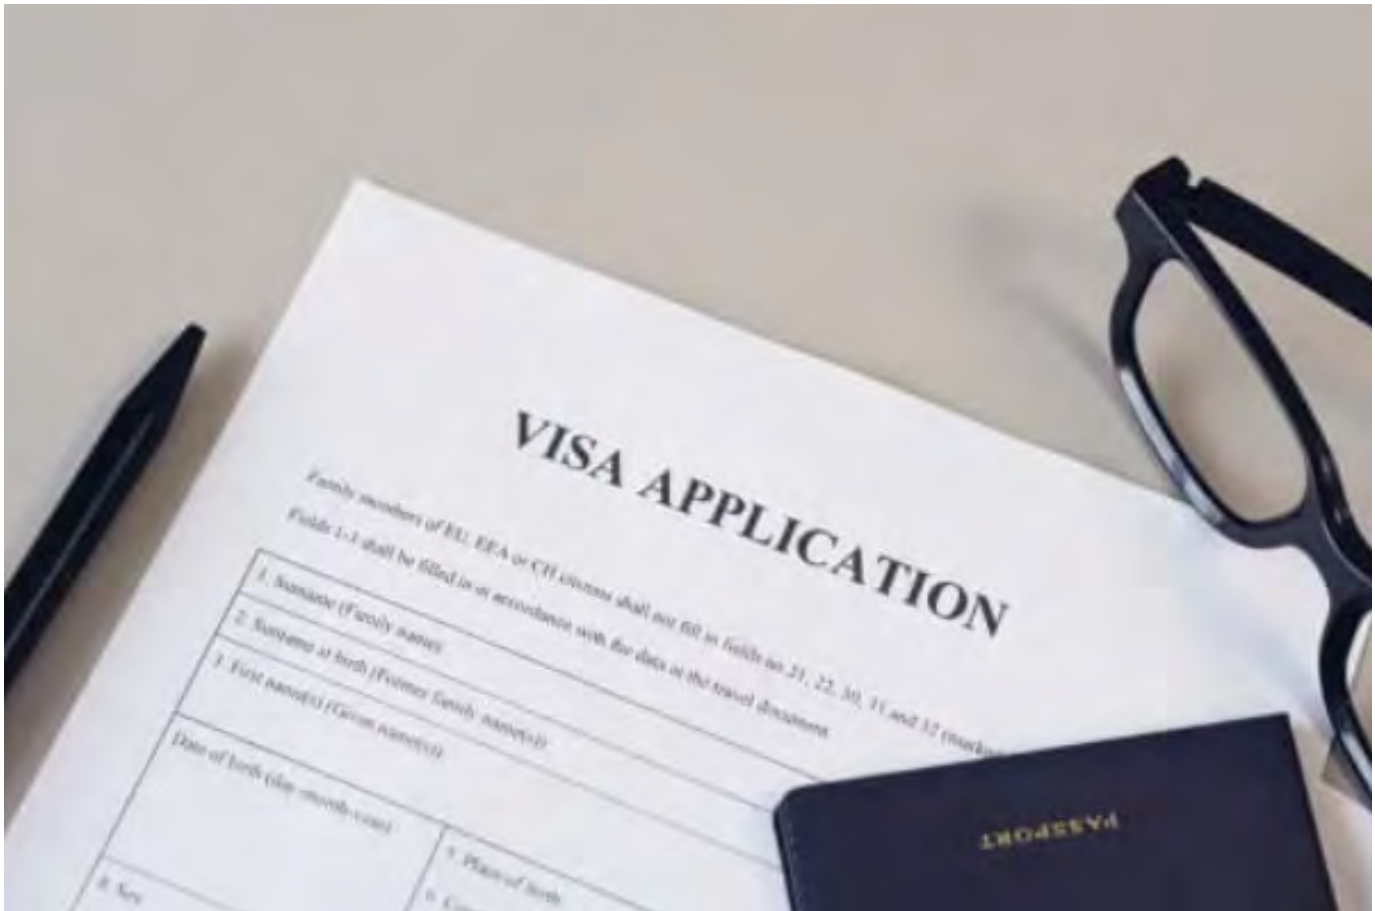 VISA APPLICATION
Family members of EU, EEA or CH citizens shall not fill in fields no 21, 22, 30, 31 and 32 (marked
Fields 1-3 shall be filled in in accordance with the data in the travel document.
1. Surname (Family name)
2. Surname at birth (Former family name(s))
3. First name(s) (Given name(s))
Date of birth (day-month-year)
5. Place of birth
8. Sex
PASSPORT